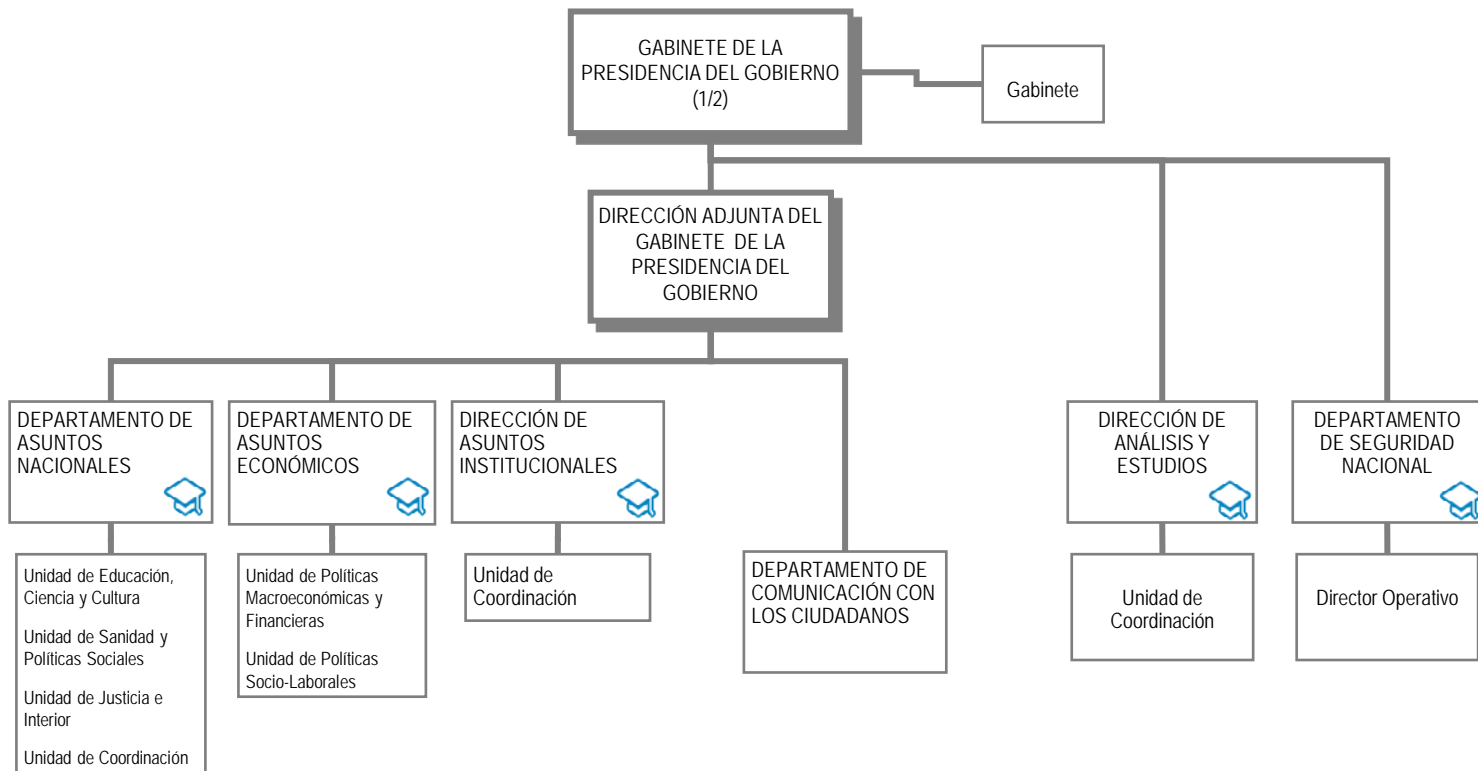 GABINETE DE LA
PRESIDENCIA DEL GOBIERNO
(1/2)
Gabinete
DIRECCIÓN ADJUNTA DEL
GABINETE DE LA
PRESIDENCIA DEL
GOBIERNO
DEPARTAMENTO DE
ASUNTOS
NACIONALES
DEPARTAMENTO DE
ASUNTOS
ECONÓMICOS
DIRECCIÓN DE
ASUNTOS
INSTITUCIONALES
DIRECCIÓN DE
ANÁLISIS Y
ESTUDIOS
DEPARTAMENTO
DE SEGURIDAD
NACIONAL
Unidad de Educación,
Ciencia y Cultura
Unidad de Sanidad y
Políticas Sociales
Unidad de Justicia e
Interior
Unidad de Coordinación
Unidad de Políticas
Macroeconómicas y
Financieras
Unidad de Políticas
Socio-Laborales
Unidad de
Coordinación
DEPARTAMENTO DE
COMUNICACIÓN CON
LOS CIUDADANOS
Unidad de
Coordinación
Director Operativo